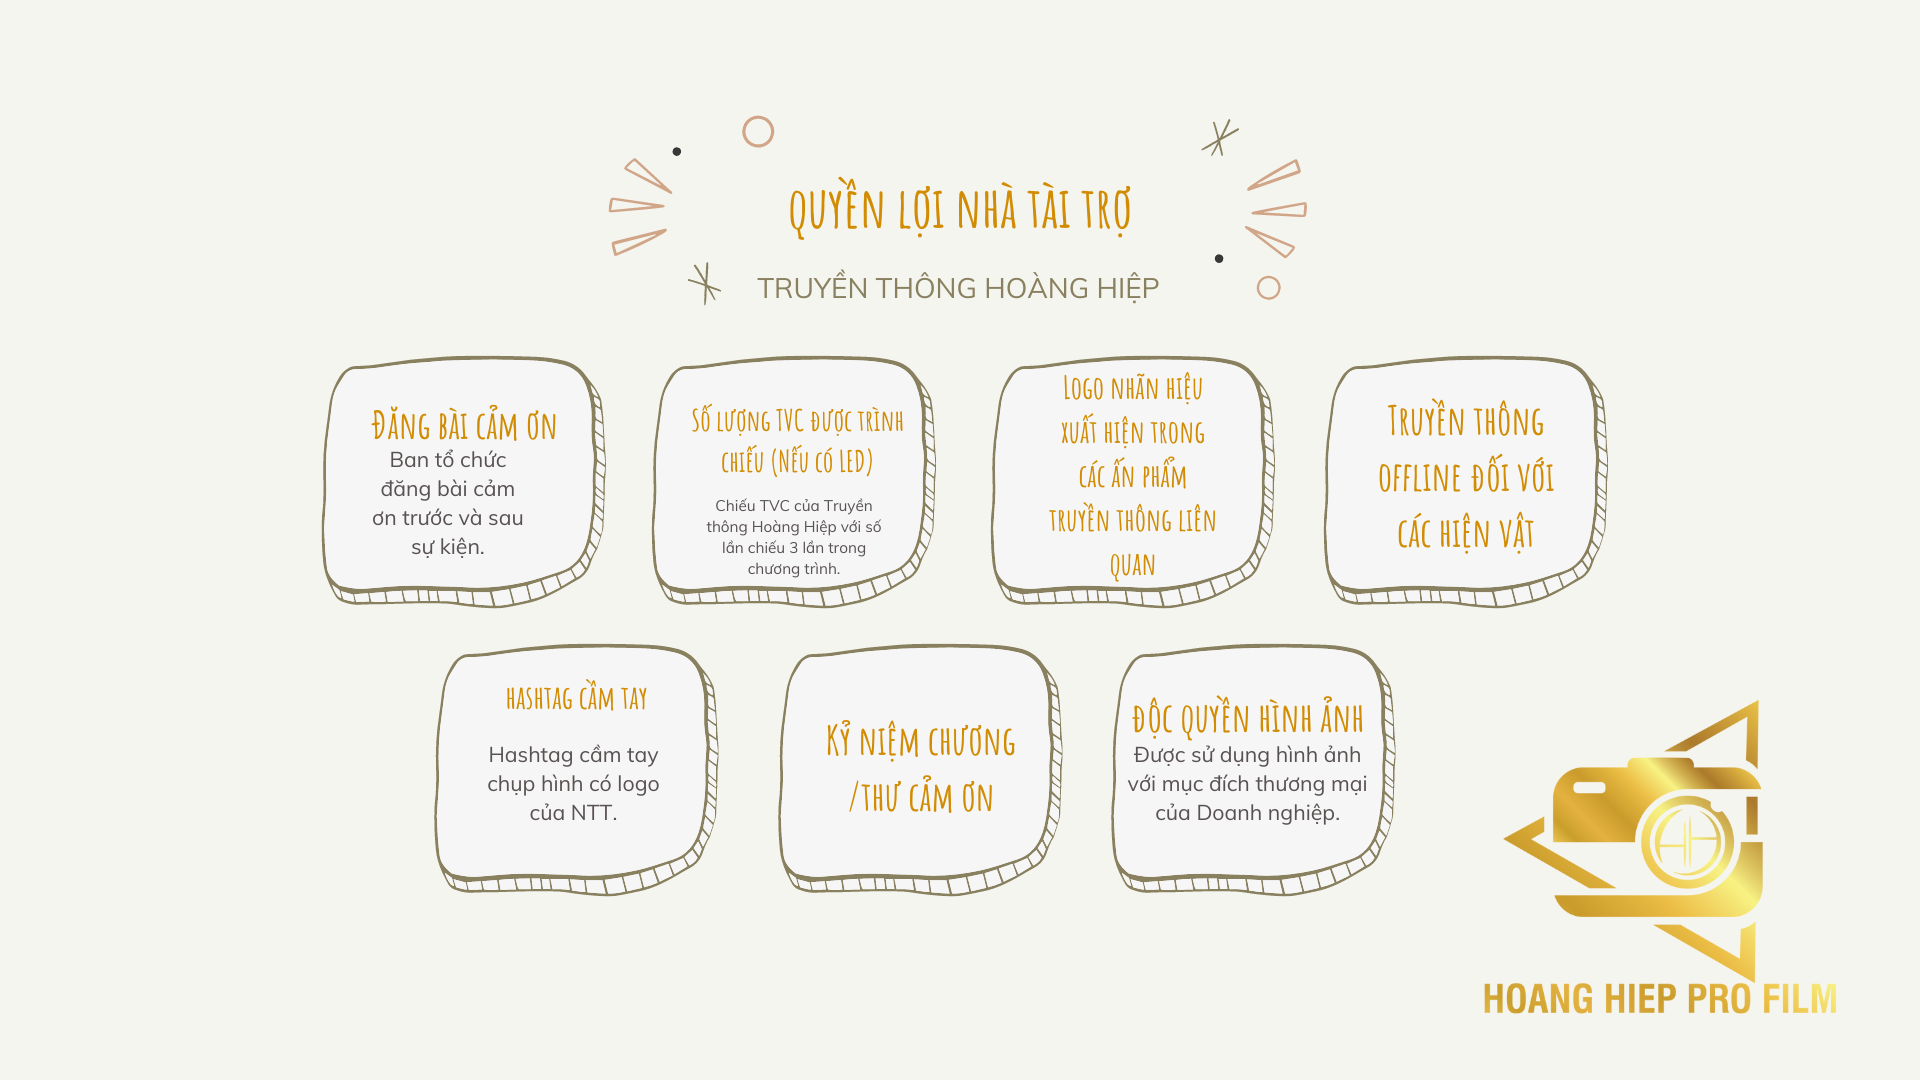 QUYỀN LỢI NHÀ TÀI TRỢ
TRUYỀN THÔNG HOÀNG HIỆP
ĐĂNG BÀI CẢM ƠN
Ban tổ chức
đăng bài cảm
ơn trước và sau
sự kiện.
SỐ LƯỢNG TVC ĐƯỢC TRÌNH
CHIẾU (NẾU CÓ LED)
Chiếu TVC của Truyền
thông Hoàng Hiệp với số
lần chiếu 3 lần trong
chương trình.
LOGO NHÃN HIỆU
XUẤT HIỆN TRONG
CÁC ẤN PHẨM
TRUYỀN THÔNG LIÊN
QUAN
TRUYỀN THÔNG
OFFLINE ĐỐI VỚI
CÁC HIỆN VẬT
HASHTAG CẦM TAY
Hashtag cầm tay
chụp hình có logo
của NTT.
KỶ NIỆM CHƯƠNG
/THƯ CẢM ƠN
ĐỘC QUYỀN HÌNH ẢNH
Được sử dụng hình ảnh
với mục đích thương mại
của Doanh nghiệp.
HOANG HIEP PRO FILM